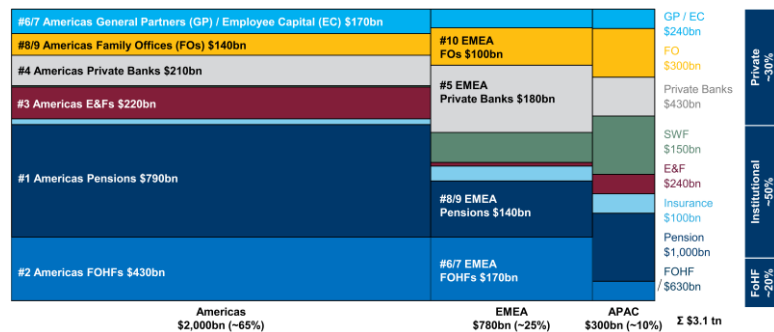 #6/7 Americas General Partners (GP) / Employee Capital (EC) $170bn
#8/9 Americas Family Offices (FOs) $140bn
#4 Americas Private Banks $210bn
#3 Americas E&Fs $220bn
#1 Americas Pensions $790bn
#2 Americas FOHFs $430bn
#10 EMEA
FOs $100bn
#5 EMEA
Private Banks $180bn
#8/9 EMEA
Pensions $140bn
#6/7 EMEA
FOHFs $170bn
GP / EC
$240bn
FO
$300bn
Private Banks
$430bn
SWF
$150bn
E&F
$240bn
Insurance
$100bn
Pension
$1,000bn
FOHF
/$630bn
Private
~30%
Institutional
~50%
FoHF
~20%
Americas
$2,000bn (~65%)
EMEA
$780bn (~25%)
APAC
$300bn (~10%)
Σ $3.1 tn